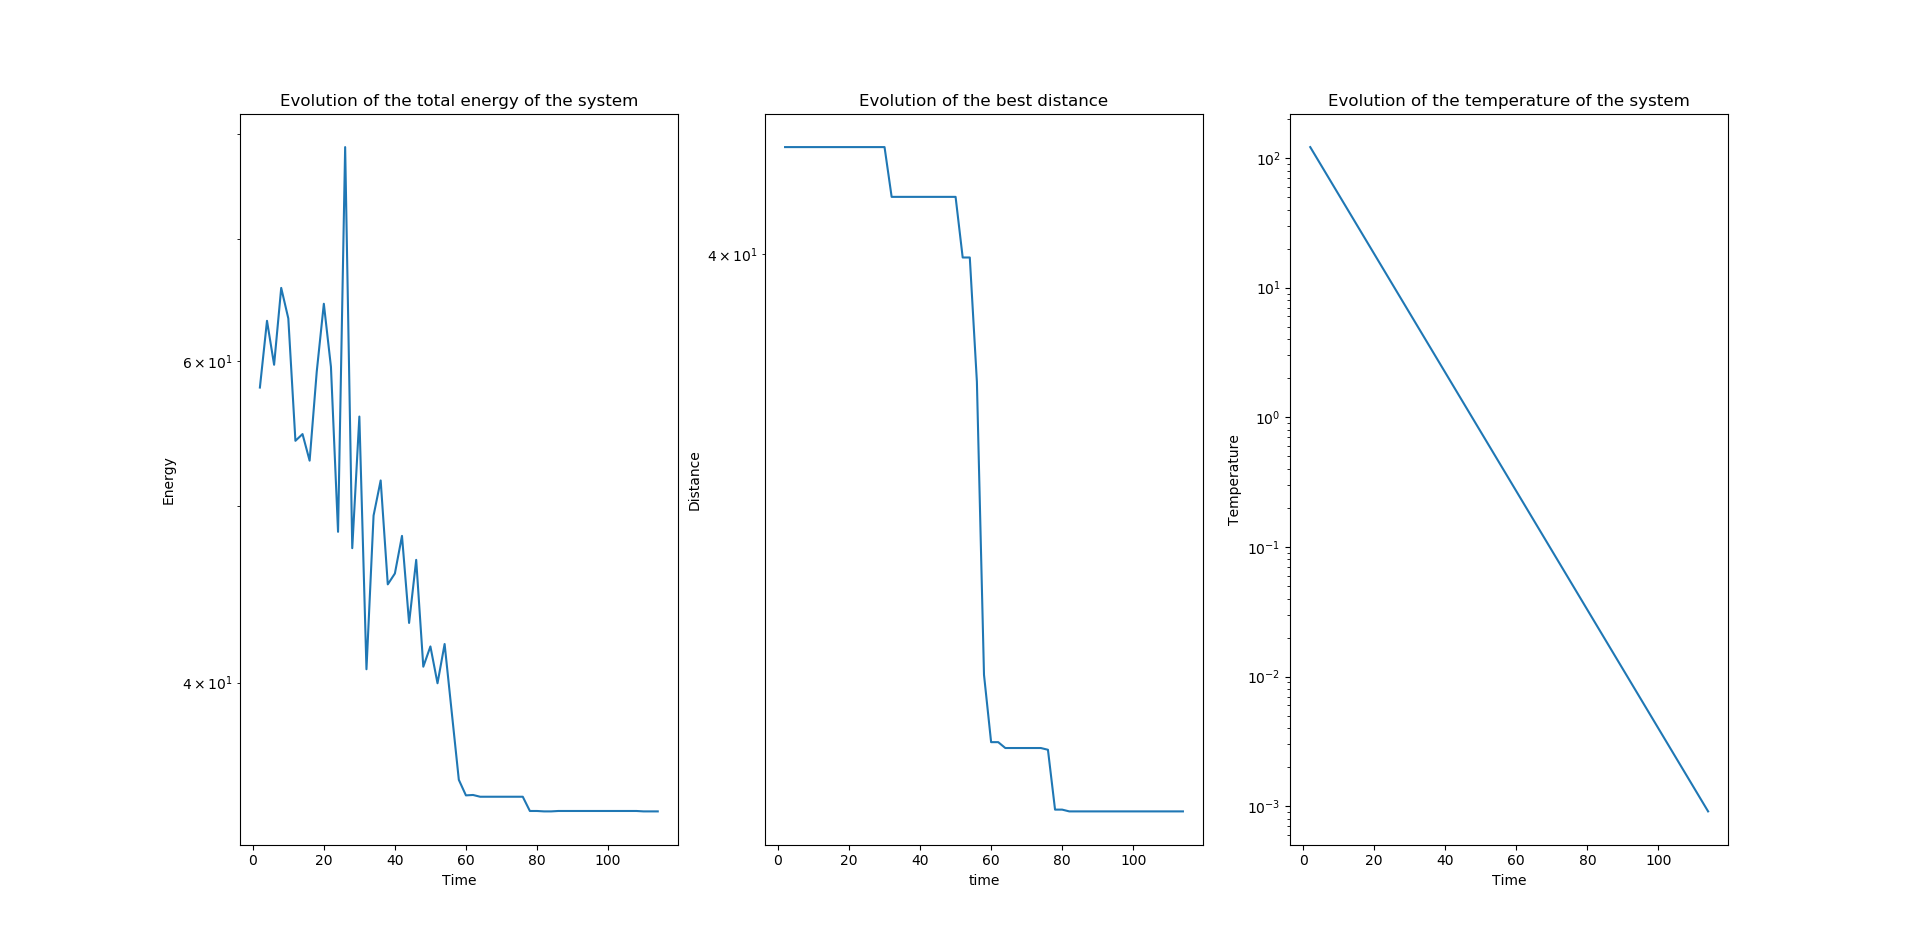 Evolution of the total energy of the system
6 × 10¹
4 × 10¹
Energy
0 20 40 60 80 100
Time
Evolution of the best distance
4 × 10¹
Distance
0 20 40 60 80 100
time
Evolution of the temperature of the system
10²
10¹
10⁰
10⁻¹
10⁻²
10⁻³
Temperature
0 20 40 60 80 100
Time